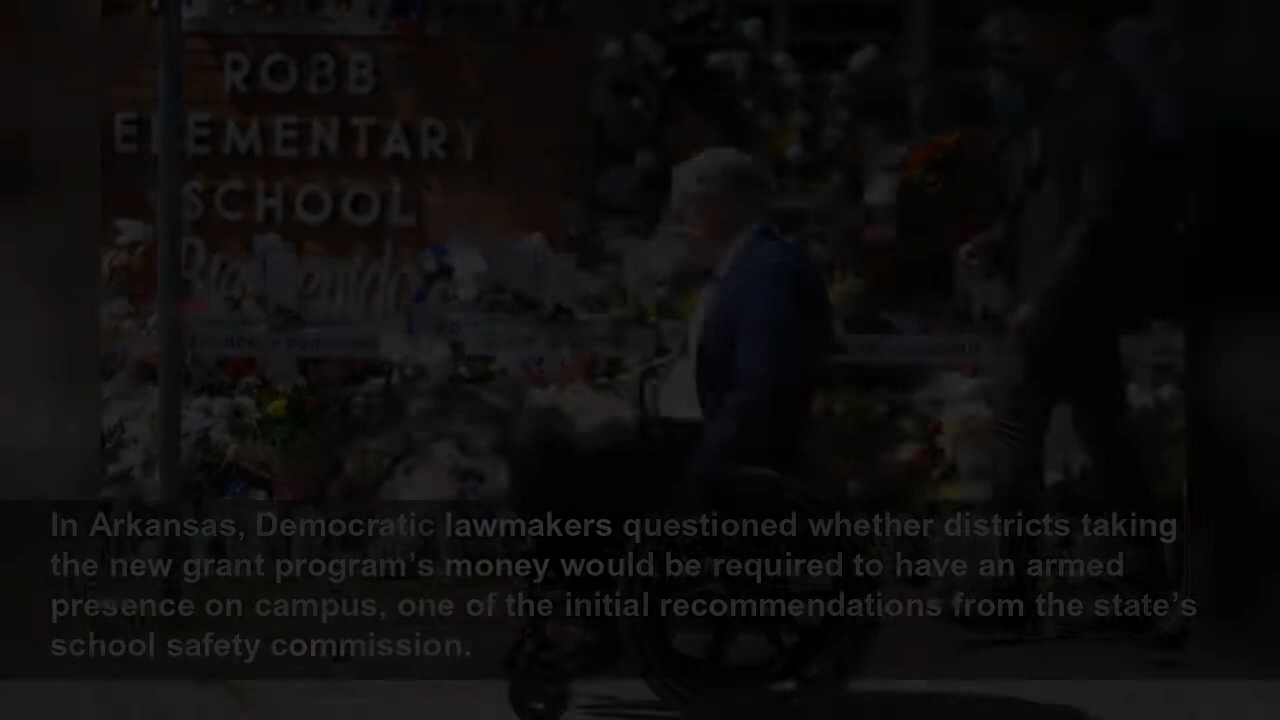 ROBB
ELEMENTARY
SCHOOL
In Arkansas, Democratic lawmakers questioned whether districts taking
the new grant program’s money would be required to have an armed
presence on campus, one of the initial recommendations from the state’s
school safety commission.